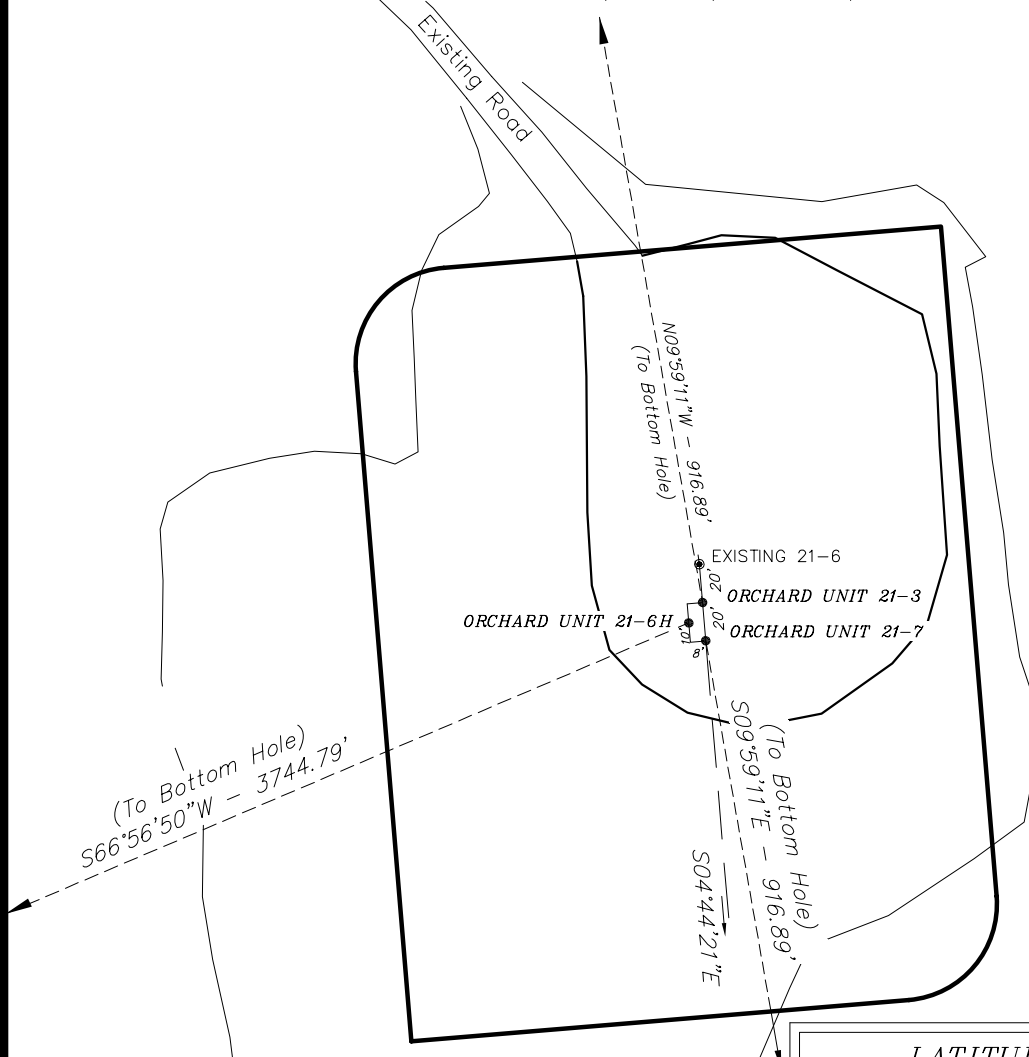 Existing Road
N09°59'11"W - 916.89'
(To Bottom Hole)
EXISTING 21-6
20'
ORCHARD UNIT 21-3
20'
ORCHARD UNIT 21-6H
10'
ORCHARD UNIT 21-7
8'
(To Bottom Hole)
S66°56'50"W - 3744.79'
(To Bottom Hole)
S09°59'11"E - 916.89'
S04°44'21"E